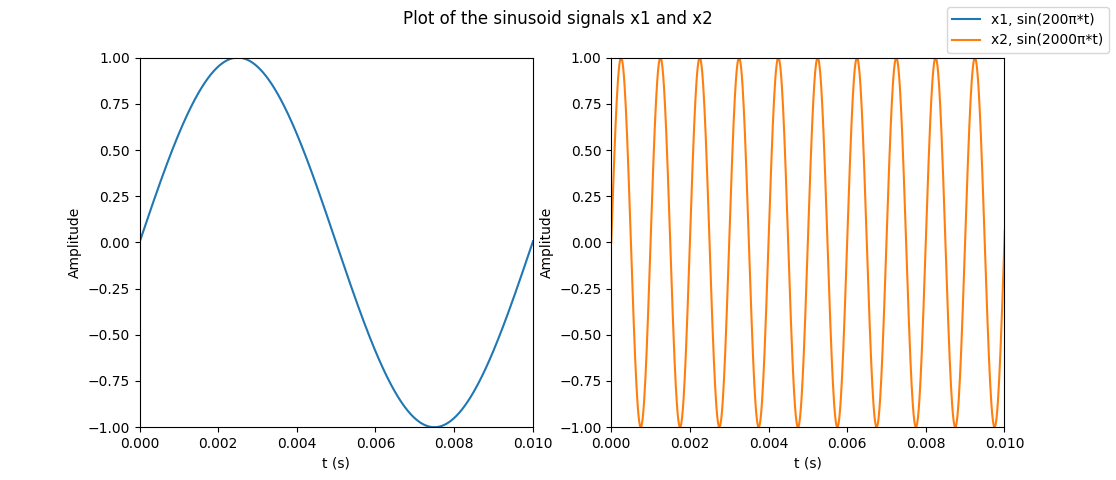 Plot of the sinusoid signals x1 and x2
x1, sin(200π*t)
x2, sin(2000π*t)
1.00
0.75
0.50
0.25
0.00
−0.25
−0.50
−0.75
−1.00
Amplitude
0.000 0.002 0.004 0.006 0.008 0.010
t (s)
1.00
0.75
0.50
0.25
0.00
−0.25
−0.50
−0.75
−1.00
Amplitude
0.000 0.002 0.004 0.006 0.008 0.010
t (s)